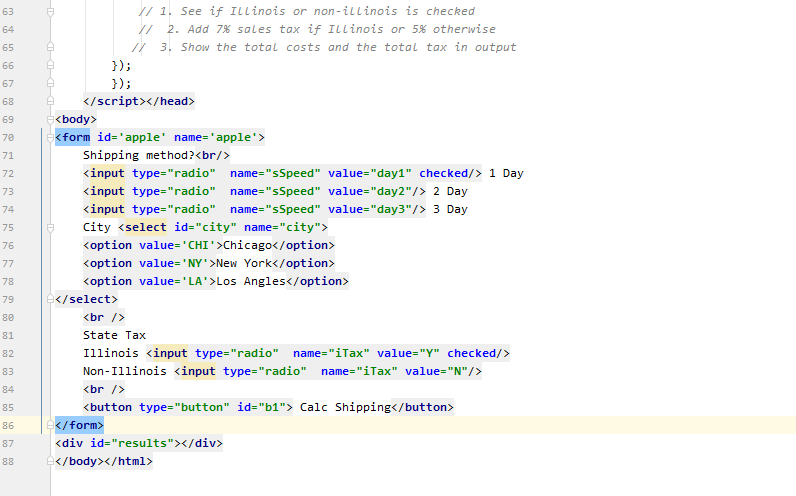 63 // 1. See if Illinois or non-illinois is checked
64 // 2. Add 7% sales tax if Illinois or 5% otherwise
65 // 3. Show the total costs and the total tax in output
66 });
67 });
68 </script></head>
69 <body>
70 <form id='apple' name='apple'>
71 Shipping method?<br/>
72 <input type="radio"  name="sSpeed" value="day1" checked/> 1 Day
73 <input type="radio"  name="sSpeed" value="day2"/> 2 Day
74 <input type="radio"  name="sSpeed" value="day3"/> 3 Day
75 City <select id="city" name="city">
76 <option value='CHI'>Chicago</option>
77 <option value='NY'>New York</option>
78 <option value='LA'>Los Angles</option>
79 </select>
80 <br />
81 State Tax
82 Illinois <input type="radio"  name="iTax" value="Y" checked/>
83 Non-Illinois <input type="radio"  name="iTax" value="N"/>
84 <br />
85 <button type="button" id="b1"> Calc Shipping</button>
86 </form>
87 <div id="results"></div>
88 </body></html>